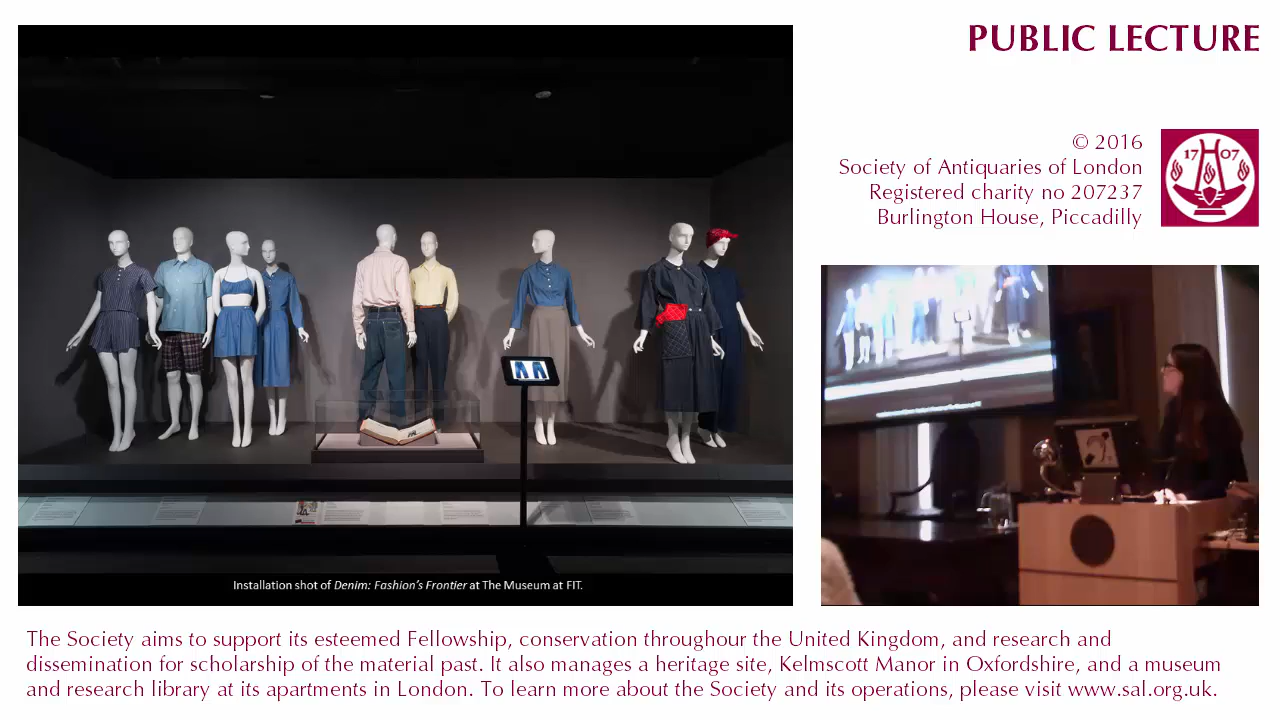 PUBLIC LECTURE
© 2016
Society of Antiquaries of London
Registered charity no 207237
Burlington House, Piccadilly
17 07
Installation shot of Denim: Fashion's Frontier at The Museum at FIT.
The Society aims to support its esteemed Fellowship, conservation throughour the United Kingdom, and research and
dissemination for scholarship of the material past. It also manages a heritage site, Kelmscott Manor in Oxfordshire, and a museum
and research library at its apartments in London. To learn more about the Society and its operations, please visit www.sal.org.uk.